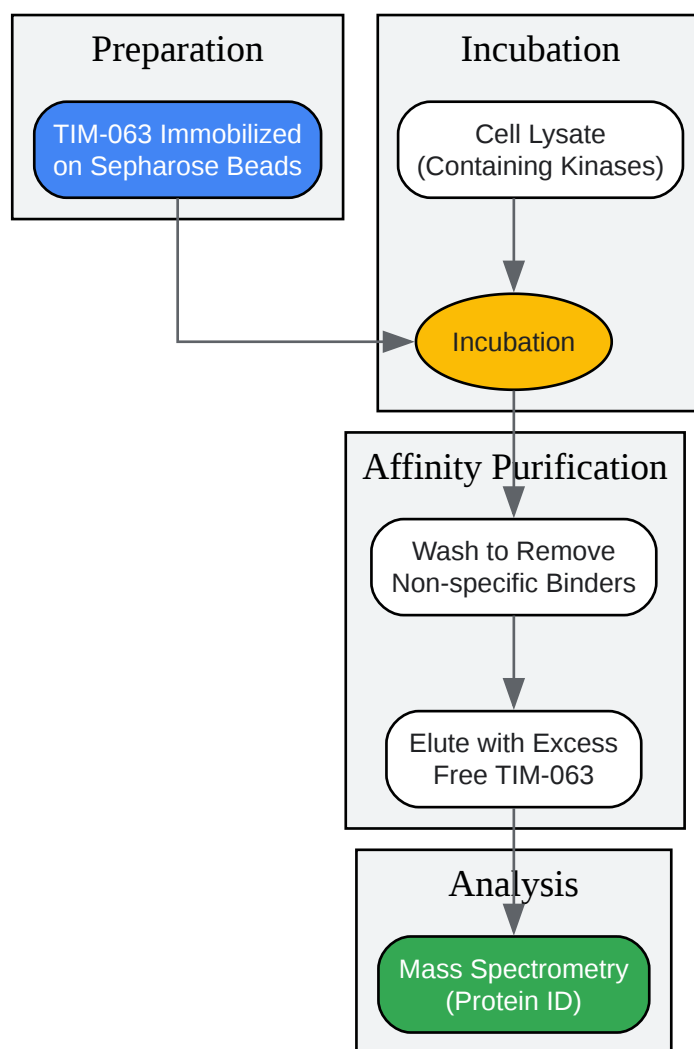 Preparation
TIM-063 Immobilized
on Sepharose Beads
Incubation
Cell Lysate
(Containing Kinases)
Incubation
Affinity Purification
Wash to Remove
Non-specific Binders
Elute with Excess
Free TIM-063
Analysis
Mass Spectrometry
(Protein ID)